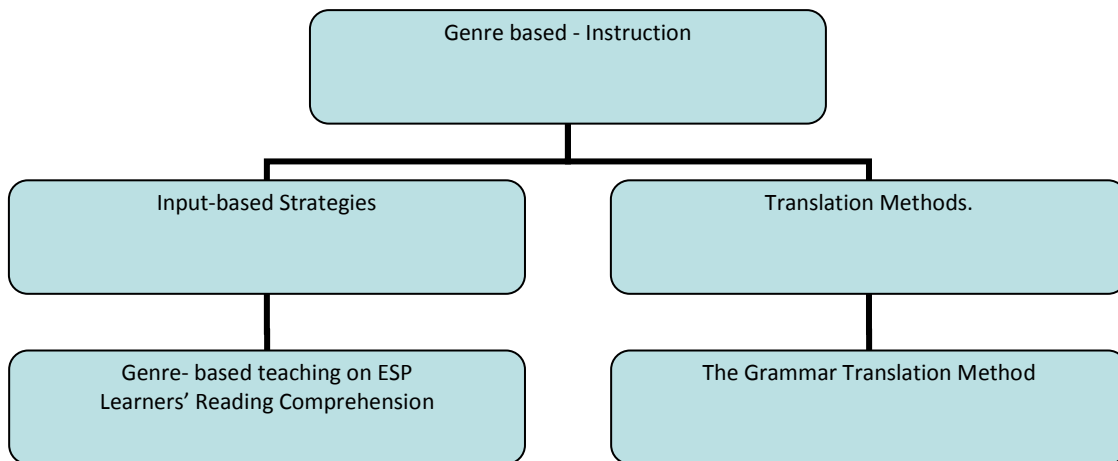 Genre based - Instruction
Input-based Strategies
Translation Methods.
Genre- based teaching on ESP
Learners’ Reading Comprehension
The Grammar Translation Method